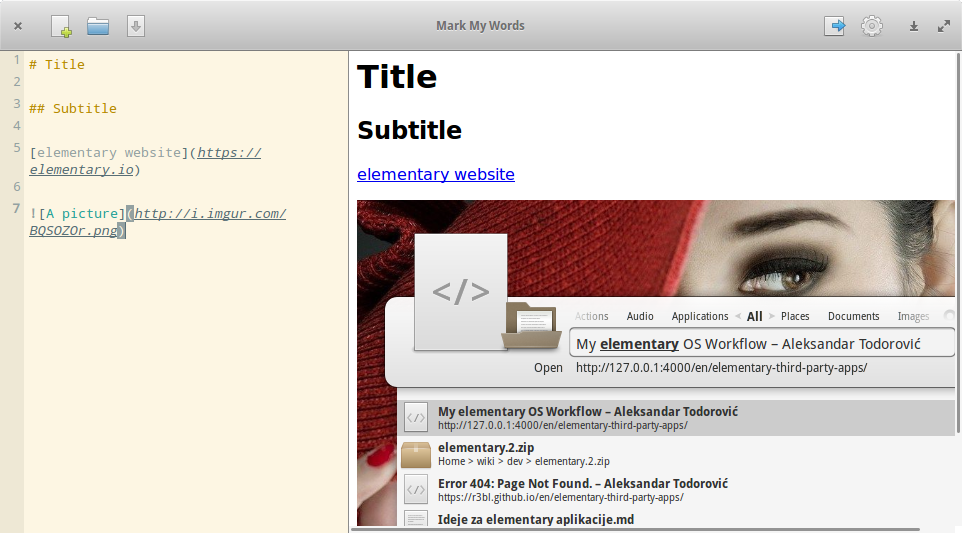 Mark My Words
1 # Title
2
3 ## Subtitle
4
5 [elementary website](https://
elementary.io)
6
7 ![A picture](http://i.imgur.com/
BQSOZOr.png)
Title
Subtitle
elementary website
</>
Actions Audio Applications All Places Documents Images
My elementary OS Workflow – Aleksandar Todorović
Open http://127.0.0.1:4000/en/elementary-third-party-apps/
</> My elementary OS Workflow – Aleksandar Todorović
http://127.0.0.1:4000/en/elementary-third-party-apps/
elementary.2.zip
Home > wiki > dev > elementary.2.zip
</> Error 404: Page Not Found. – Aleksandar Todorović
https://r3bl.github.io/en/elementary-third-party-apps/
Ideje za elementary aplikacije.md